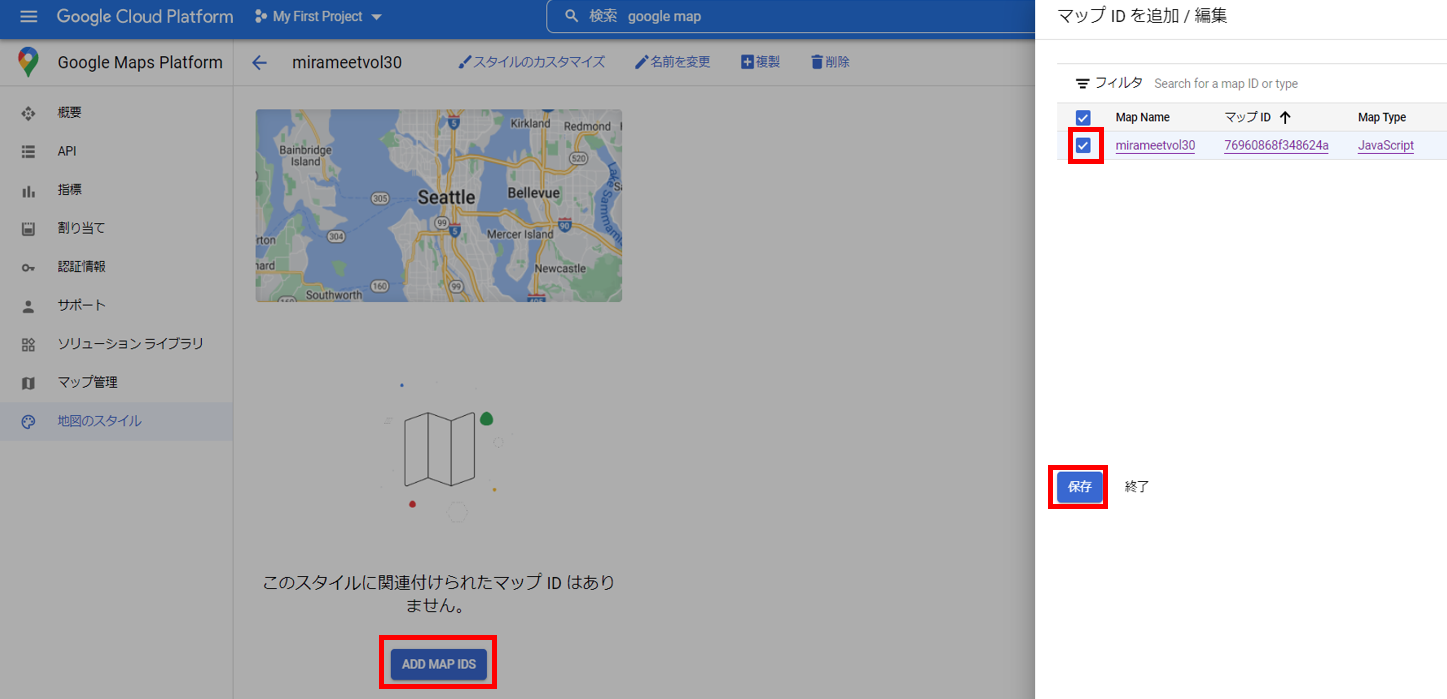 Google Cloud Platform
My First Project
検索 google map
Google Maps Platform
mirameetvol30
スタイルのカスタマイズ
名前を変更
複製
削除
概要
API
指標
割り当て
認証情報
サポート
ソリューション ライブラリ
マップ管理
地図のスタイル
Kirkland
Redmond
Bainbridge
Island
5
520
305
Seattle
Bellevue
99
5
90
304
Mercer Island
Lake Sammamis
rton
nard
Newcastle
160
99
Southworth
405
このスタイルに関連付けられたマップ ID はあり
ません。
ADD MAP IDS
マップ ID を追加 / 編集
フィルタ Search for a map ID or type
Map Name マップ ID Map Type
mirameetvol30 76960868f348624a JavaScript
保存 終了